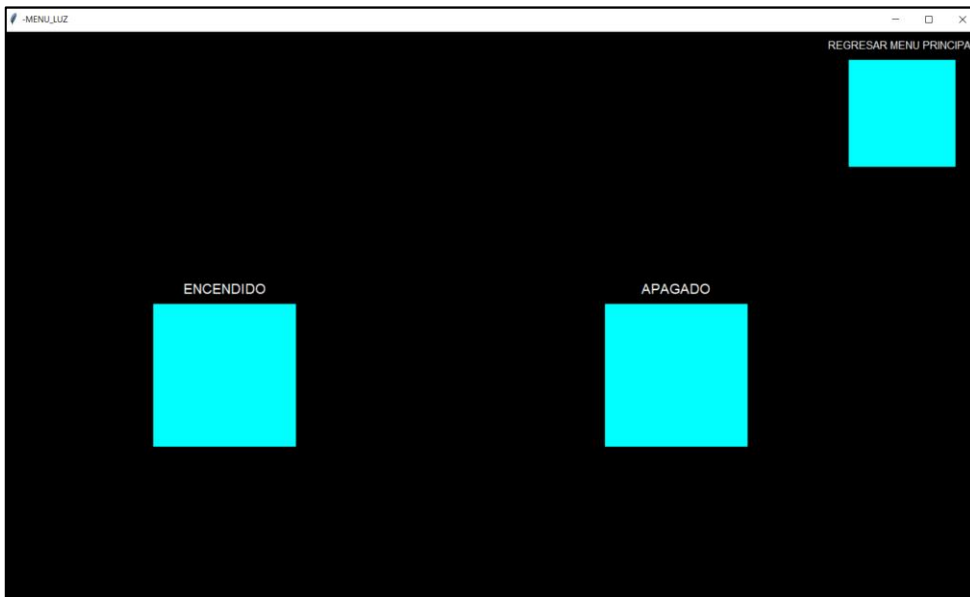 -MENU_LUZ
REGRESAR MENU PRINCIPA
ENCENDIDO
APAGADO